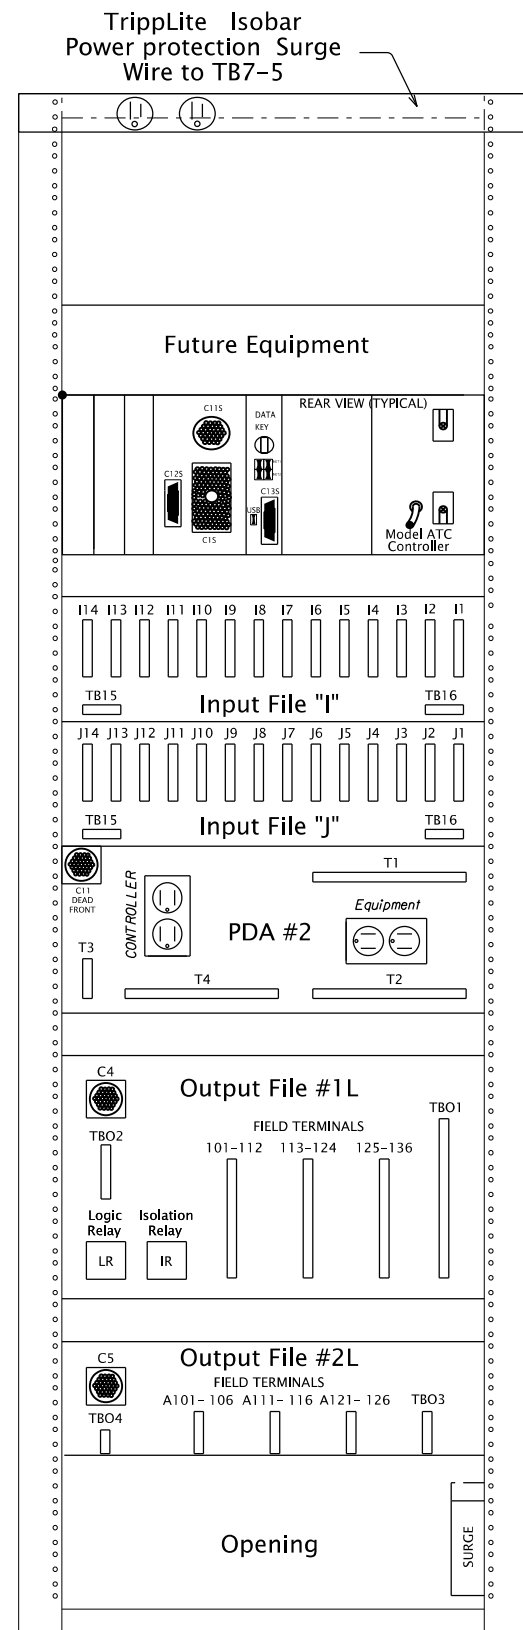 TrippLite Isobar
Power protection Surge
Wire to TB7-5
Future Equipment
REAR VIEW (TYPICAL)
C11S
DATA
KEY
C12S
C13S
USB
C1S
Model ATC
Controller
I14 I13 I12 I11 I10 I9 I8 I7 I6 I5 I4 I3 I2 I1
TB15
Input File "I"
TB16
J14 J13 J12 J11 J10 J9 J8 J7 J6 J5 J4 J3 J2 J1
TB15
Input File "J"
TB16
C11
DEAD
FRONT
CONTROLLER
T1
Equipment
PDA #2
T3
T4
T2
C4
Output File #1L
TBO1
TBO2
FIELD TERMINALS
101-112 113-124 125-136
Logic
Relay
Isolation
Relay
LR
IR
C5
Output File #2L
FIELD TERMINALS
A101- 106 A111- 116 A121- 126
TBO3
TBO4
Opening
SURGE